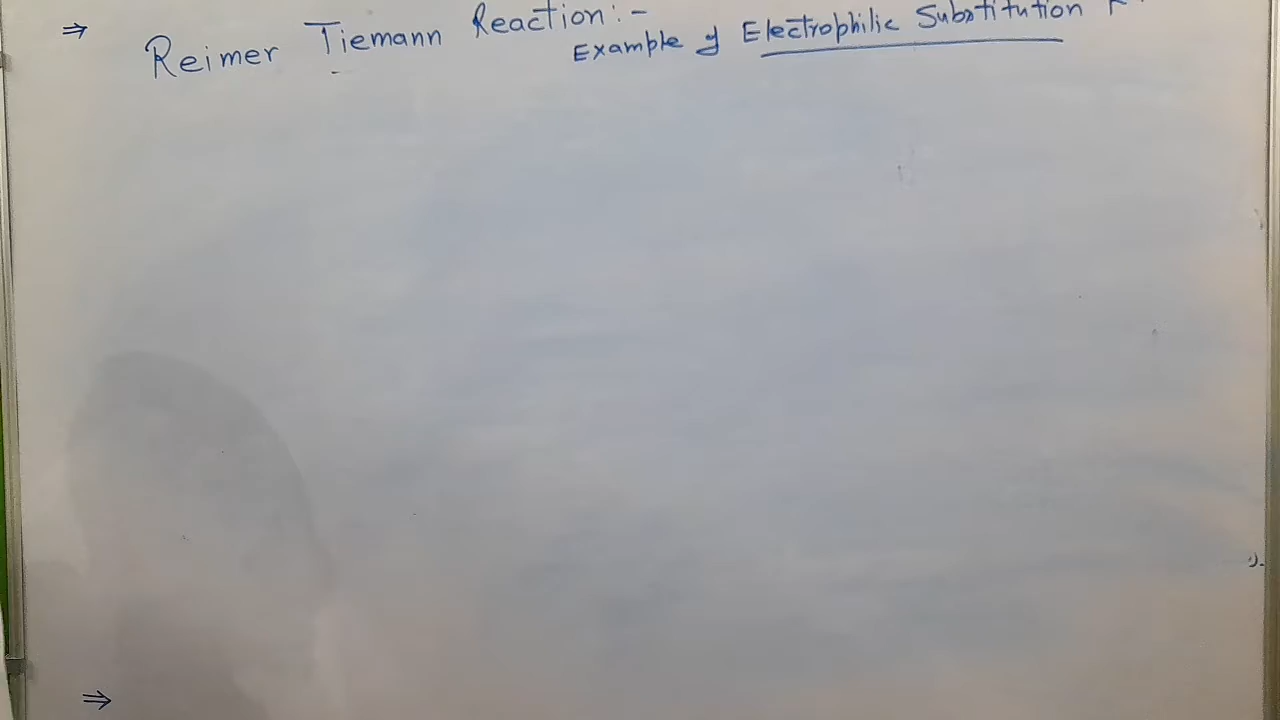 ⇒ Reimer Tiemann Reaction:-
Example of Electrophilic Substitution
⇒